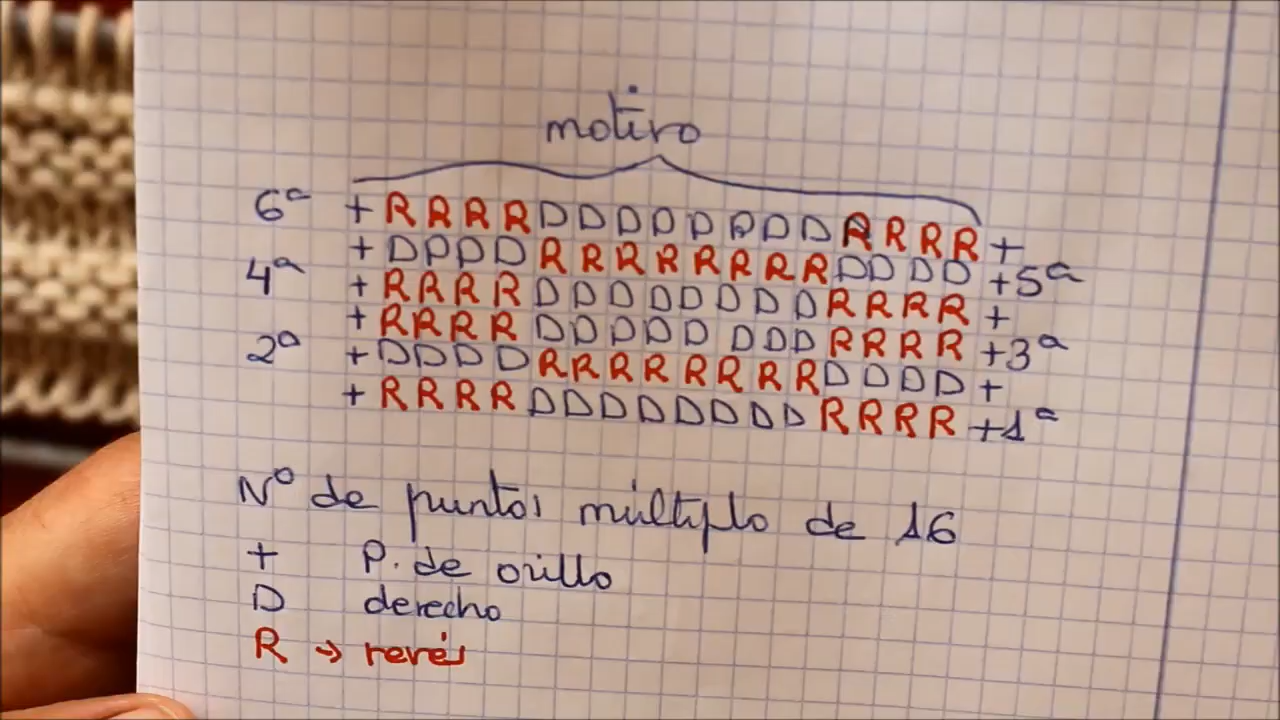 motivo
6ª + R R R R D D D D D D D D R R R R +
+ D D D D R R R R R R R R D D D D + 5ª
4ª + R R R R D D D D D D D D R R R R +
+ R R R R D D D D D D D D R R R R + 3ª
2ª + D D D D R R R R R R R R D D D D +
+ R R R R D D D D D D D D R R R R + 1ª
Nº de puntos múltiplo de 16
+ P. de orillo
D derecho
R → revés